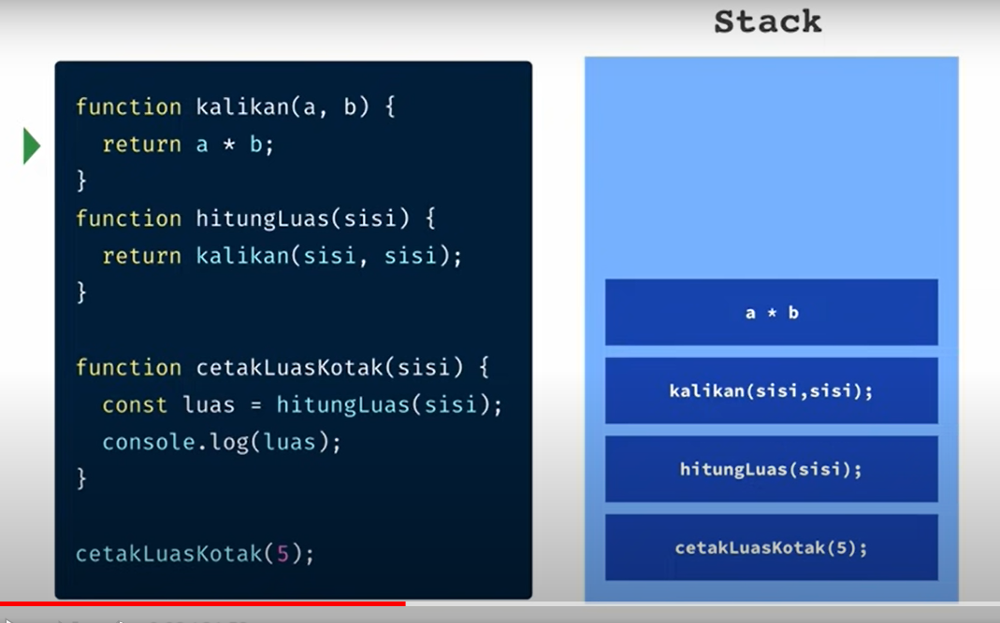 Stack
function kalikan(a, b) {
return a * b;
}
function hitungLuas(sisi) {
return kalikan(sisi, sisi);
}
function cetakLuasKotak(sisi) {
const luas = hitungLuas(sisi);
console.log(luas);
}
cetakLuasKotak(5);
a * b
kalikan(sisi,sisi);
hitungLuas(sisi);
cetakLuasKotak(5);